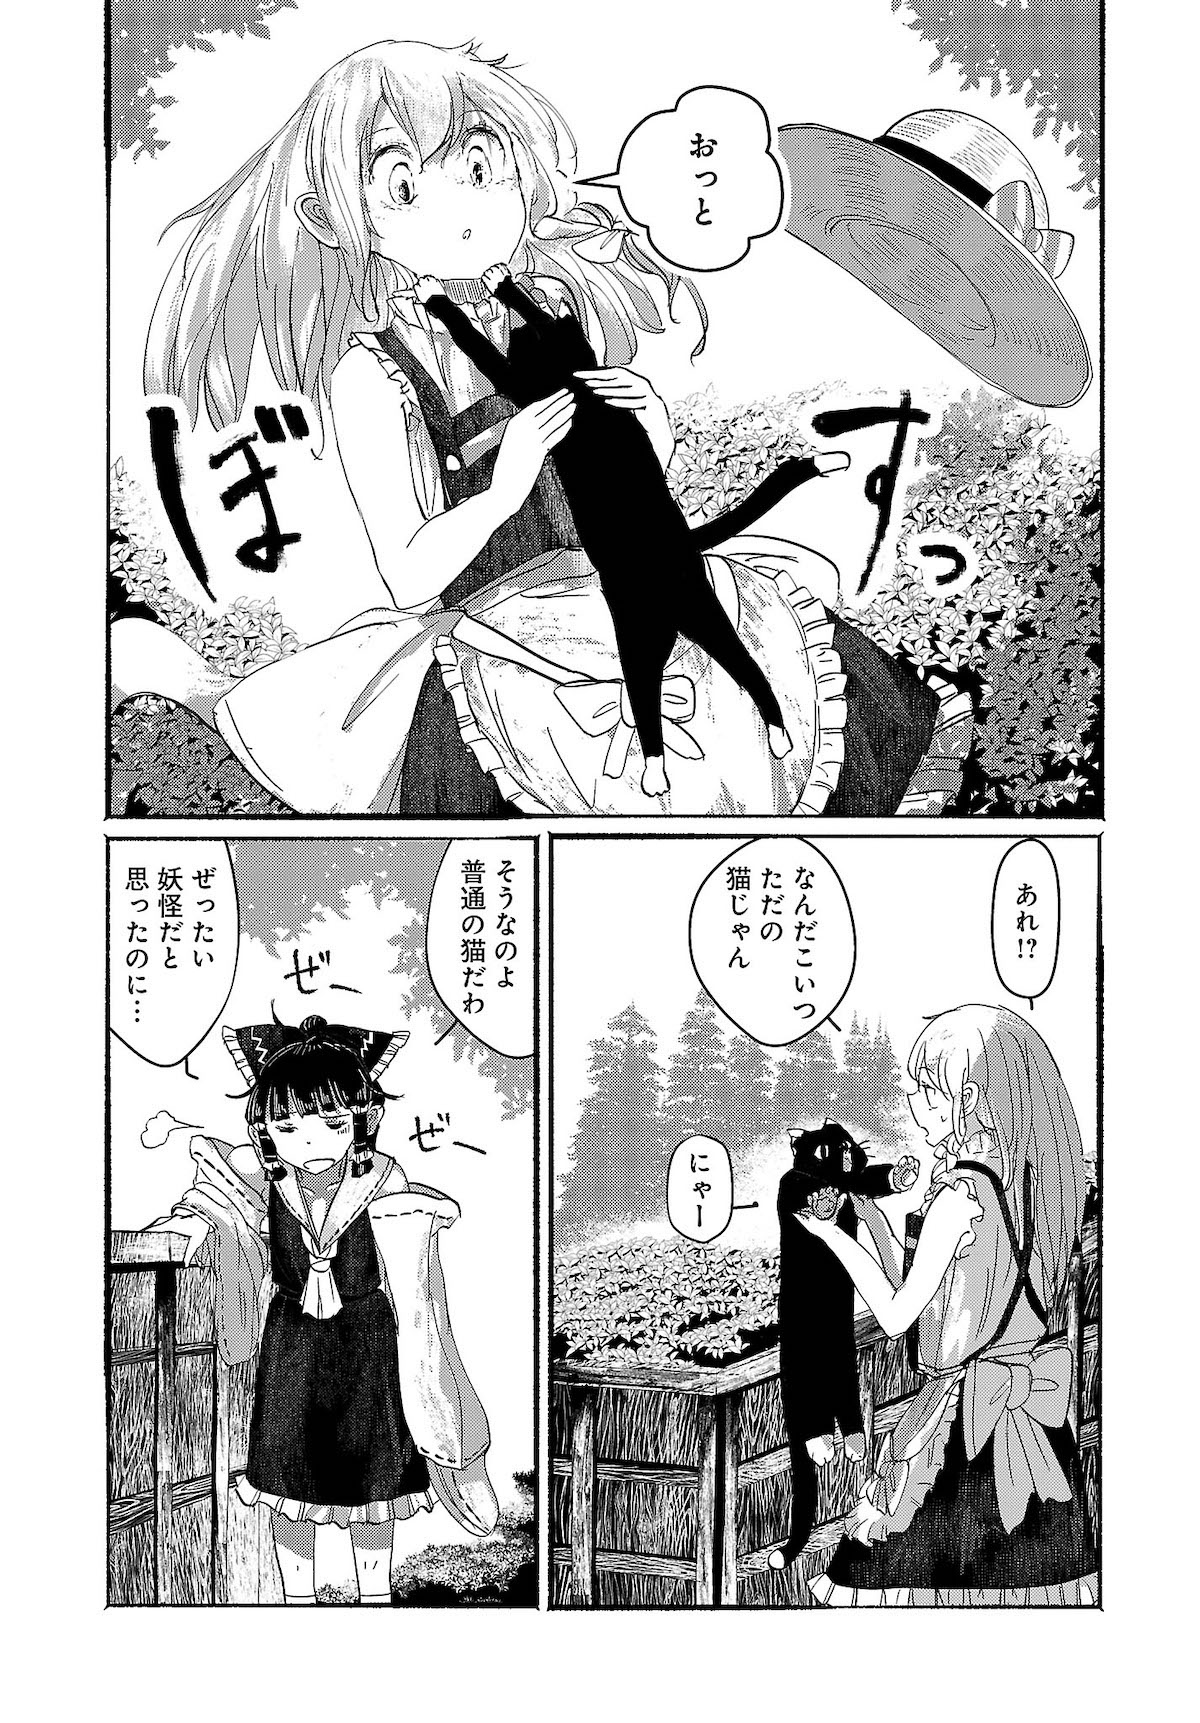 おっと
ぼすっ
あれ!?
なんだこいつ
ただの
猫じゃん
にゃー
そうなのよ
普通の猫だわ
ぜー
ぜー
ぜったい
妖怪だと
思ったのに…